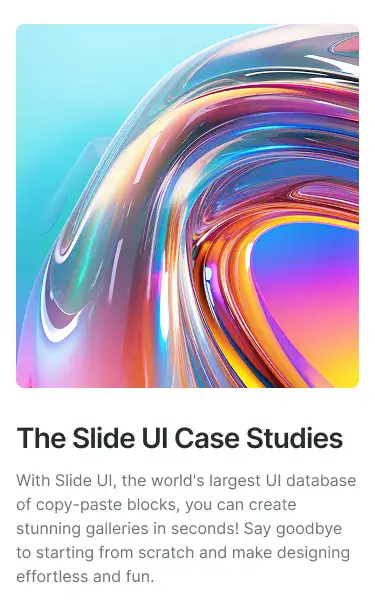 The Slide UI Case Studies
With Slide UI, the world's largest UI database
of copy-paste blocks, you can create
stunning galleries in seconds! Say goodbye
to starting from scratch and make designing
effortless and fun.